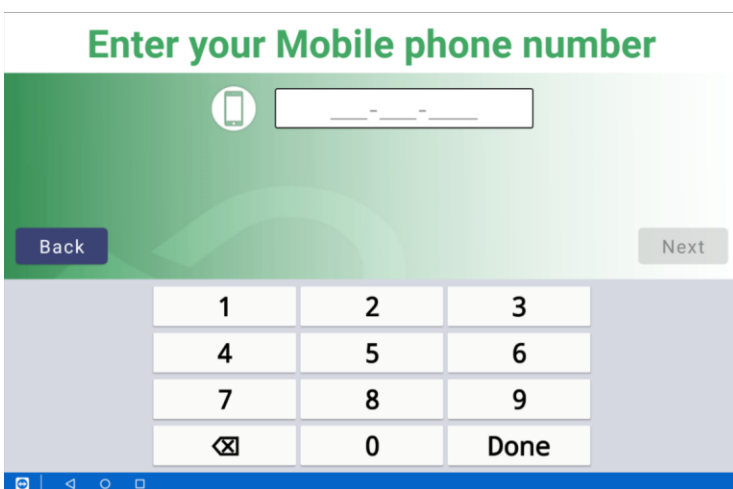 Enter your Mobile phone number
___-___-____
Back
Next
1 2 3
4 5 6
7 8 9
0 Done